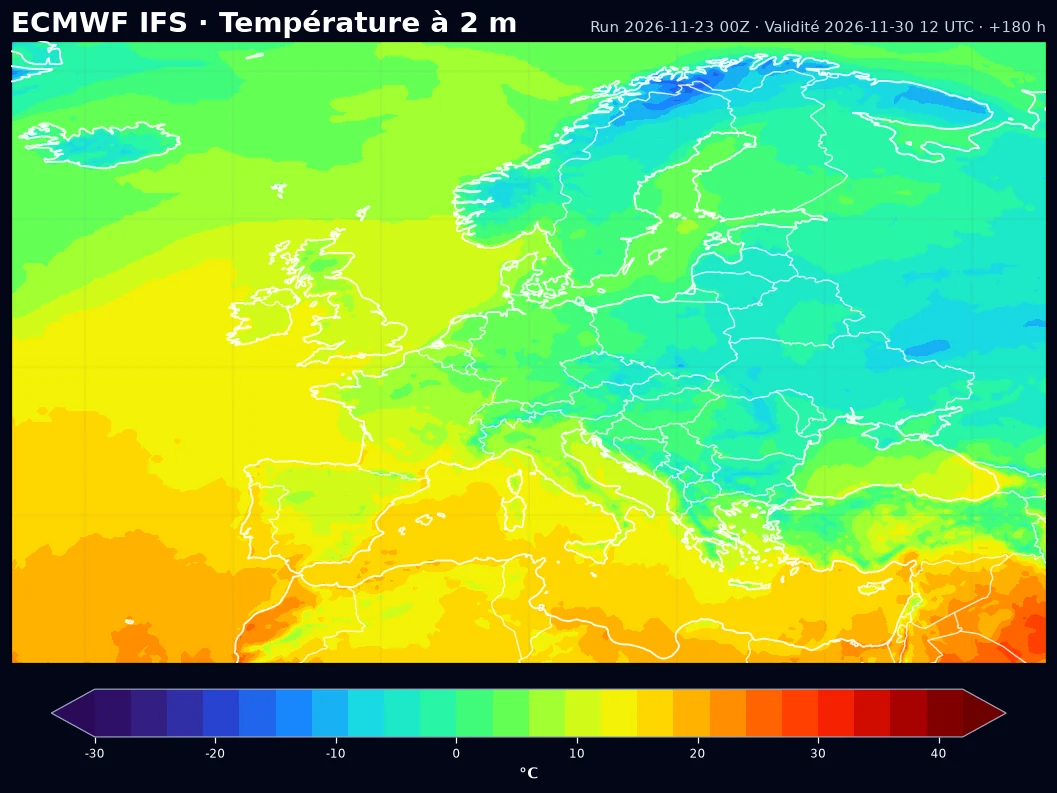 ECMWF IFS · Température à 2 m
Run 2026-11-23 00Z · Validité 2026-11-30 12 UTC · +180 h
-30 -20 -10 0 10 20 30 40
°C